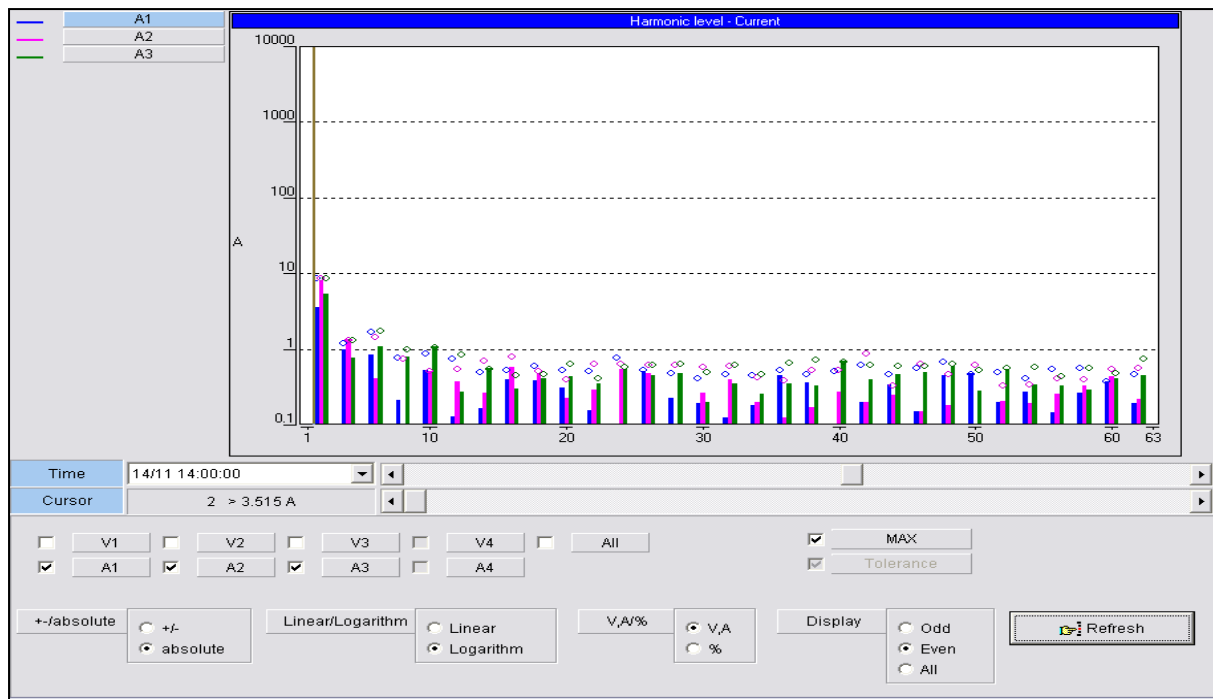 A1
A2
A3
Harmonic level - Current
10000
1000
100
A
10
1
0.1
1 10 20 30 40 50 60 63
Time 14/11 14:00:00
Cursor 2 > 3.515 A
V1 V2 V3 V4 All MAX
A1 A2 A3 A4 Tolerance
+-/absolute +/- absolute
Linear/Logarithm Linear Logarithm
V,A/% V,A %
Display Odd Even All
Refresh